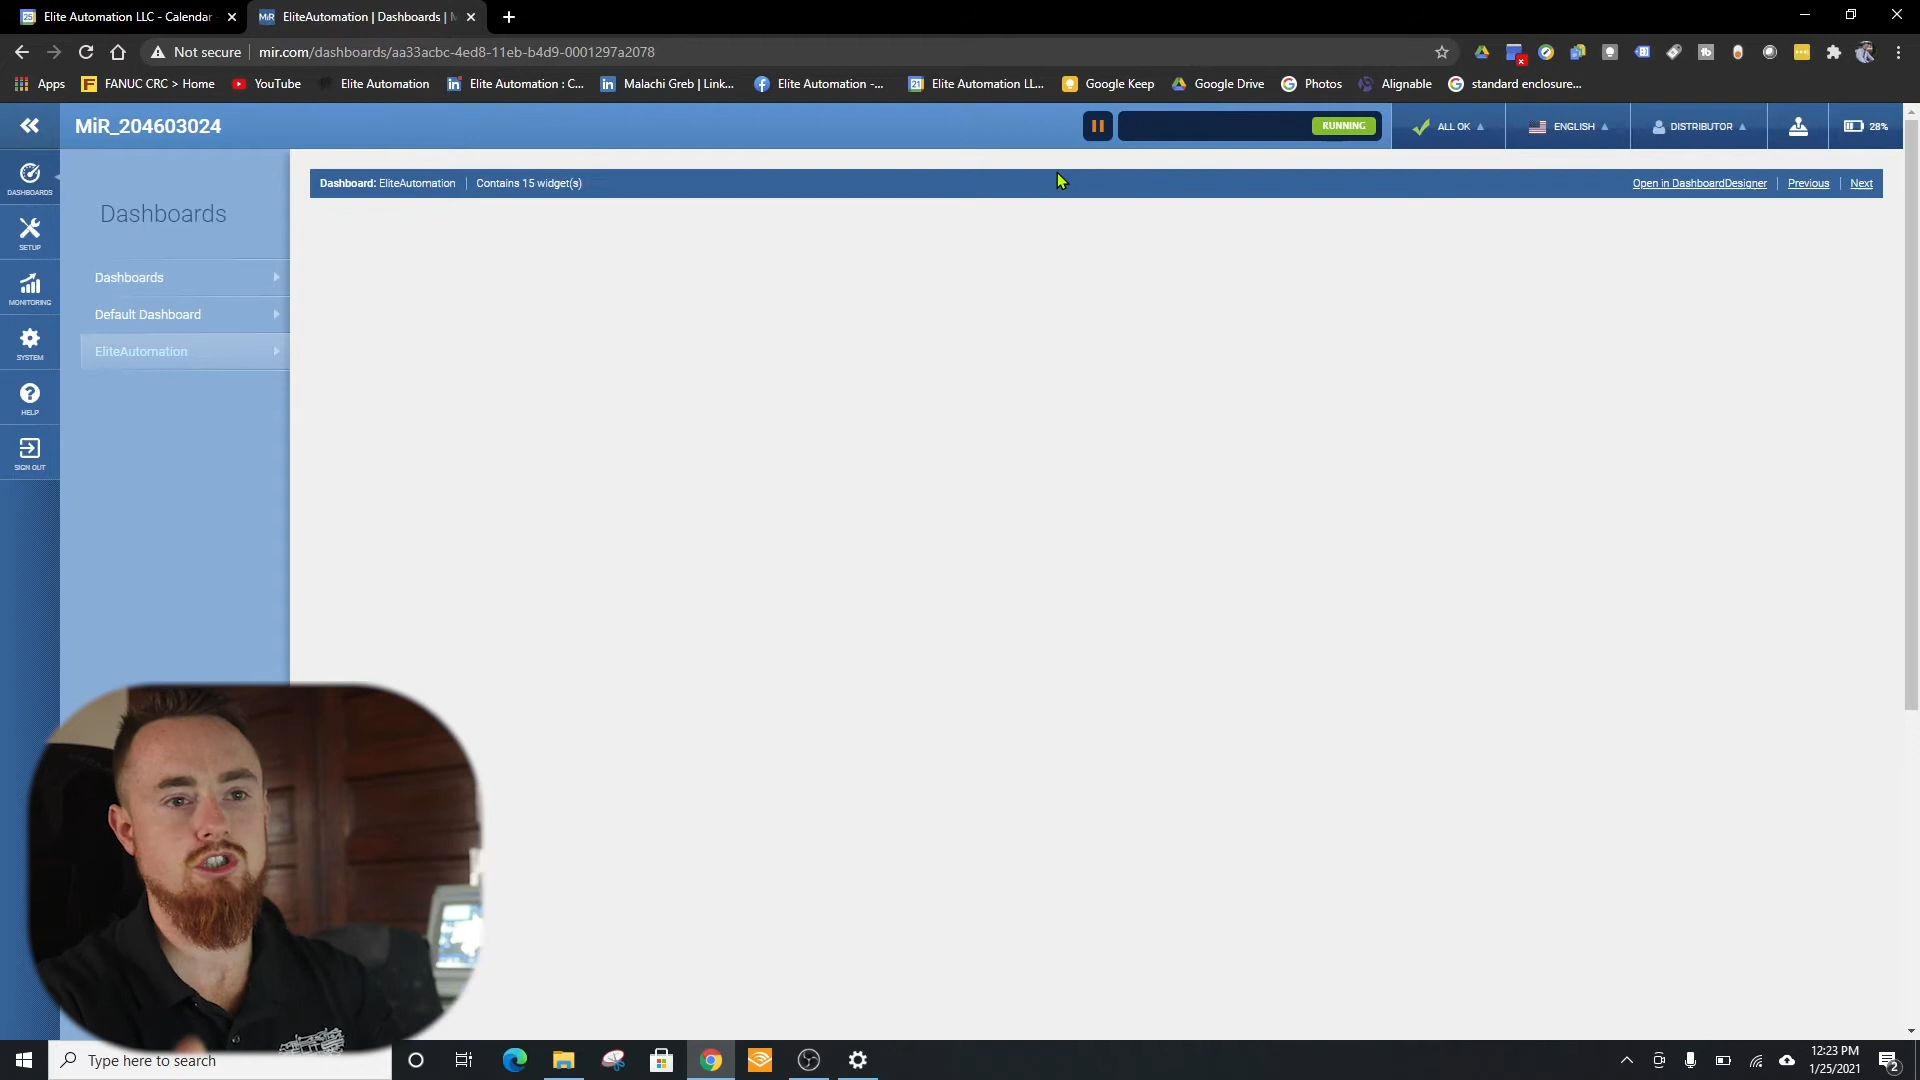 Elite Automation LLC - Calendar
EliteAutomation | Dashboards |
Not secure
mir.com/dashboards/aa33acbc-4ed8-11eb-b4d9-0001297a2078
Apps
FANUC CRC > Home
YouTube
Elite Automation
Elite Automation : C...
Malachi Greb | Link...
Elite Automation -...
Elite Automation LL...
Google Keep
Google Drive
Photos
Alignable
standard enclosure...
MiR_204603024
RUNNING
ALL OK
ENGLISH
DISTRIBUTOR
28%
DASHBOARDS
SETUP
MONITORING
SYSTEM
HELP
SIGN OUT
Dashboards
Dashboards
Default Dashboard
EliteAutomation
Dashboard: EliteAutomation
Contains 15 widget(s)
Open in DashboardDesigner
Previous
Next
Type here to search
12:23 PM
1/25/2021
2